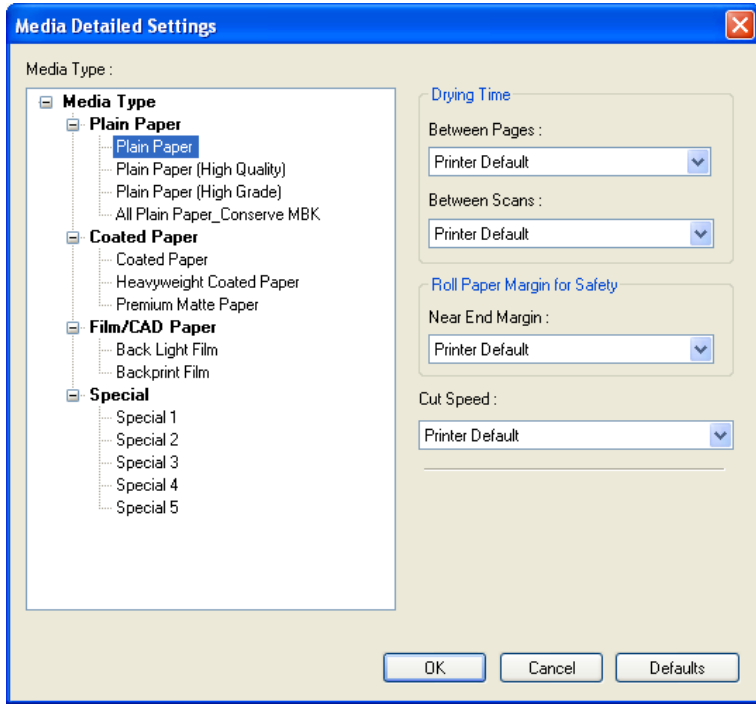 Media Detailed Settings
Media Type :
Media Type
Plain Paper
Plain Paper
Plain Paper (High Quality)
Plain Paper (High Grade)
All Plain Paper_Conserve MBK
Coated Paper
Coated Paper
Heavyweight Coated Paper
Premium Matte Paper
Film/CAD Paper
Back Light Film
Backprint Film
Special
Special 1
Special 2
Special 3
Special 4
Special 5
Drying Time
Between Pages :
Printer Default
Between Scans :
Printer Default
Roll Paper Margin for Safety
Near End Margin :
Printer Default
Cut Speed :
Printer Default
OK
Cancel
Defaults